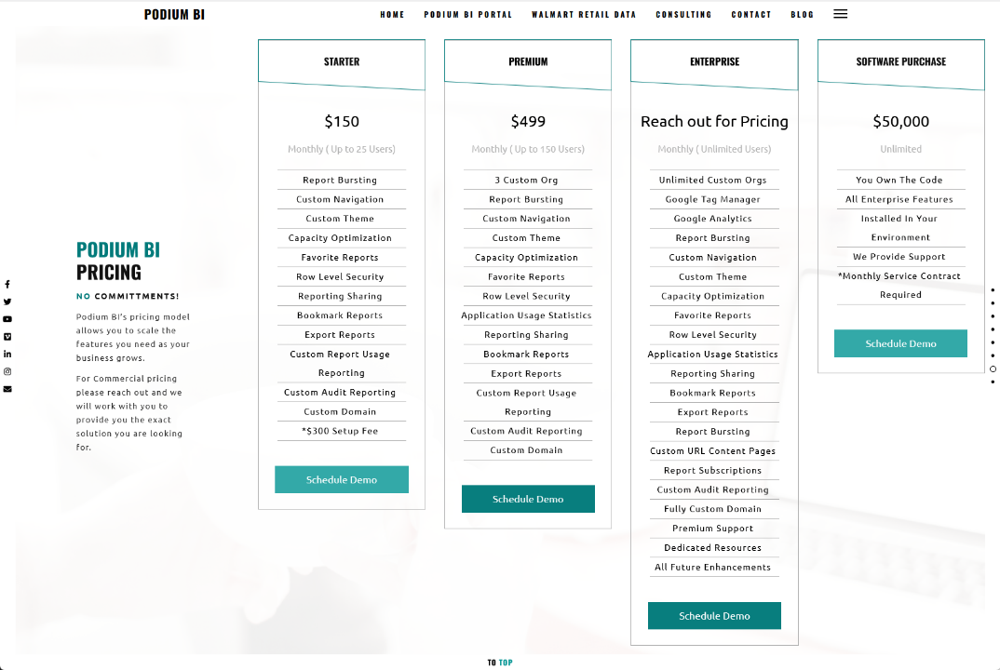 PODIUM BI
HOME PODIUM BI PORTAL WALMART RETAIL DATA CONSULTING CONTACT BLOG
PODIUM BI
PRICING
NO COMMITTMENTS!
Podium BI's pricing model
allows you to scale the
features you need as your
business grows.
For Commercial pricing
please reach out and we
will work with you to
provide you the exact
solution you are looking
for.
STARTER
$150
Monthly ( Up to 25 Users)
Report Bursting
Custom Navigation
Custom Theme
Capacity Optimization
Favorite Reports
Row Level Security
Reporting Sharing
Bookmark Reports
Export Reports
Custom Report Usage
Reporting
Custom Audit Reporting
Custom Domain
*$300 Setup Fee
Schedule Demo
PREMIUM
$499
Monthly ( Up to 150 Users)
3 Custom Org
Report Bursting
Custom Navigation
Custom Theme
Capacity Optimization
Favorite Reports
Row Level Security
Application Usage Statistics
Reporting Sharing
Bookmark Reports
Export Reports
Custom Report Usage
Reporting
Custom Audit Reporting
Custom Domain
Schedule Demo
ENTERPRISE
Reach out for Pricing
Monthly ( Unlimited Users)
Unlimited Custom Orgs
Google Tag Manager
Google Analytics
Report Bursting
Custom Navigation
Custom Theme
Capacity Optimization
Favorite Reports
Row Level Security
Application Usage Statistics
Reporting Sharing
Bookmark Reports
Export Reports
Report Bursting
Custom URL Content Pages
Report Subscriptions
Custom Audit Reporting
Fully Custom Domain
Premium Support
Dedicated Resources
All Future Enhancements
Schedule Demo
SOFTWARE PURCHASE
$50,000
Unlimited
You Own The Code
All Enterprise Features
Installed In Your
Environment
We Provide Support
*Monthly Service Contract
Required
Schedule Demo
TO TOP